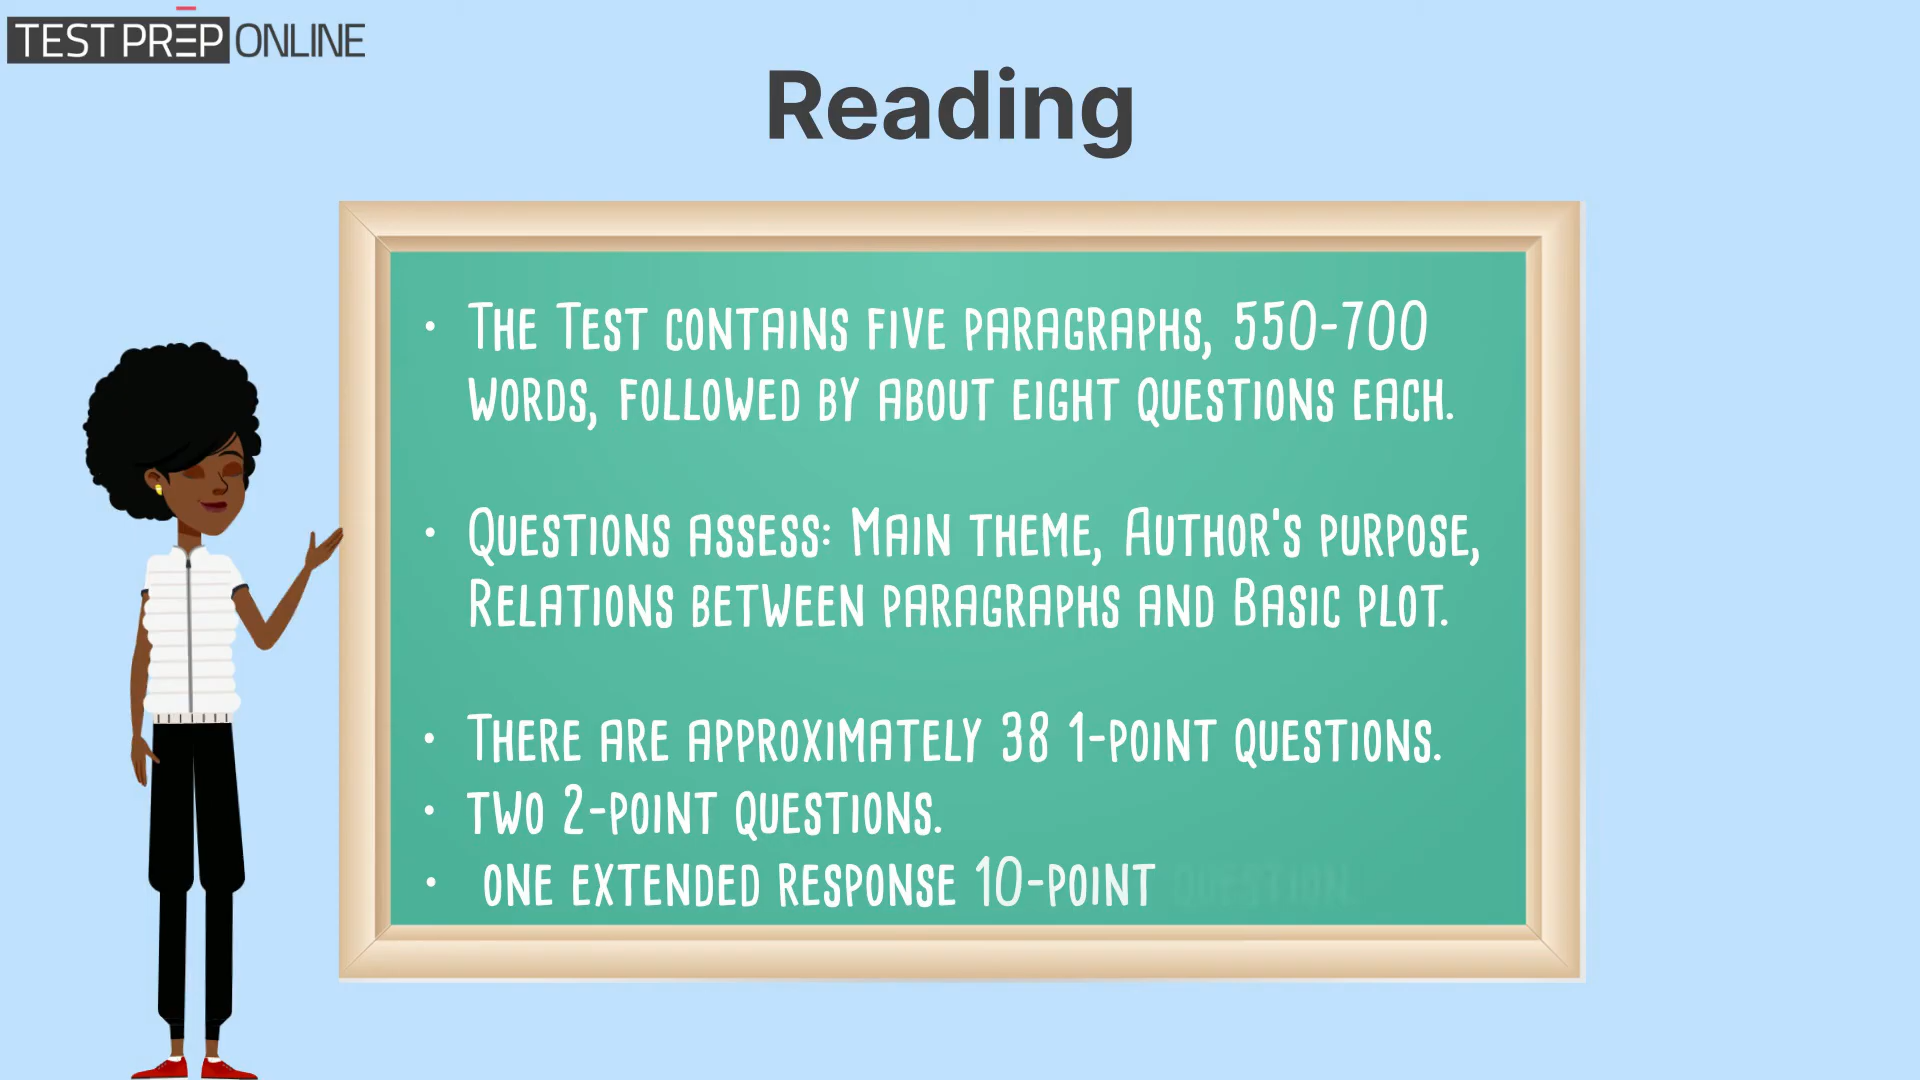 TEST PREP ONLINE
Reading
• The Test contains five paragraphs, 550-700
words, followed by about eight questions each.
• Questions assess: Main theme, Author's purpose,
Relations between paragraphs and Basic plot.
• There are approximately 38 1-point questions.
• two 2-point questions.
• one extended response 10-point question.